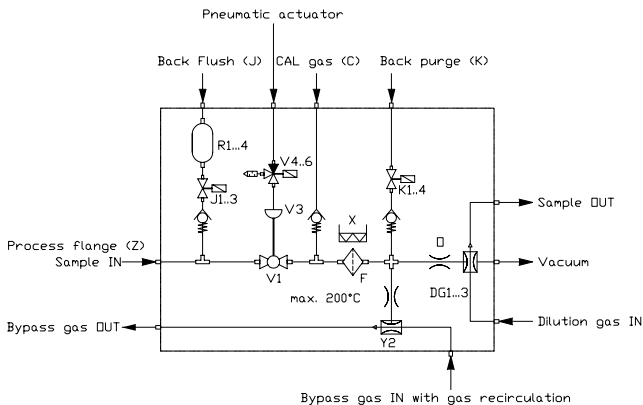 Pneumatic actuator
Back Flush (J) CAL gas (C) Back purge (K)
R1...4
V4..6
J1..3
K1..4
V3
X
Sample OUT
Process flange (Z)
Sample IN
V1
F
DG1...3
Vacuum
max. 200°C
Bypass gas OUT
Y2
Dilution gas IN
Bypass gas IN with gas recirculation